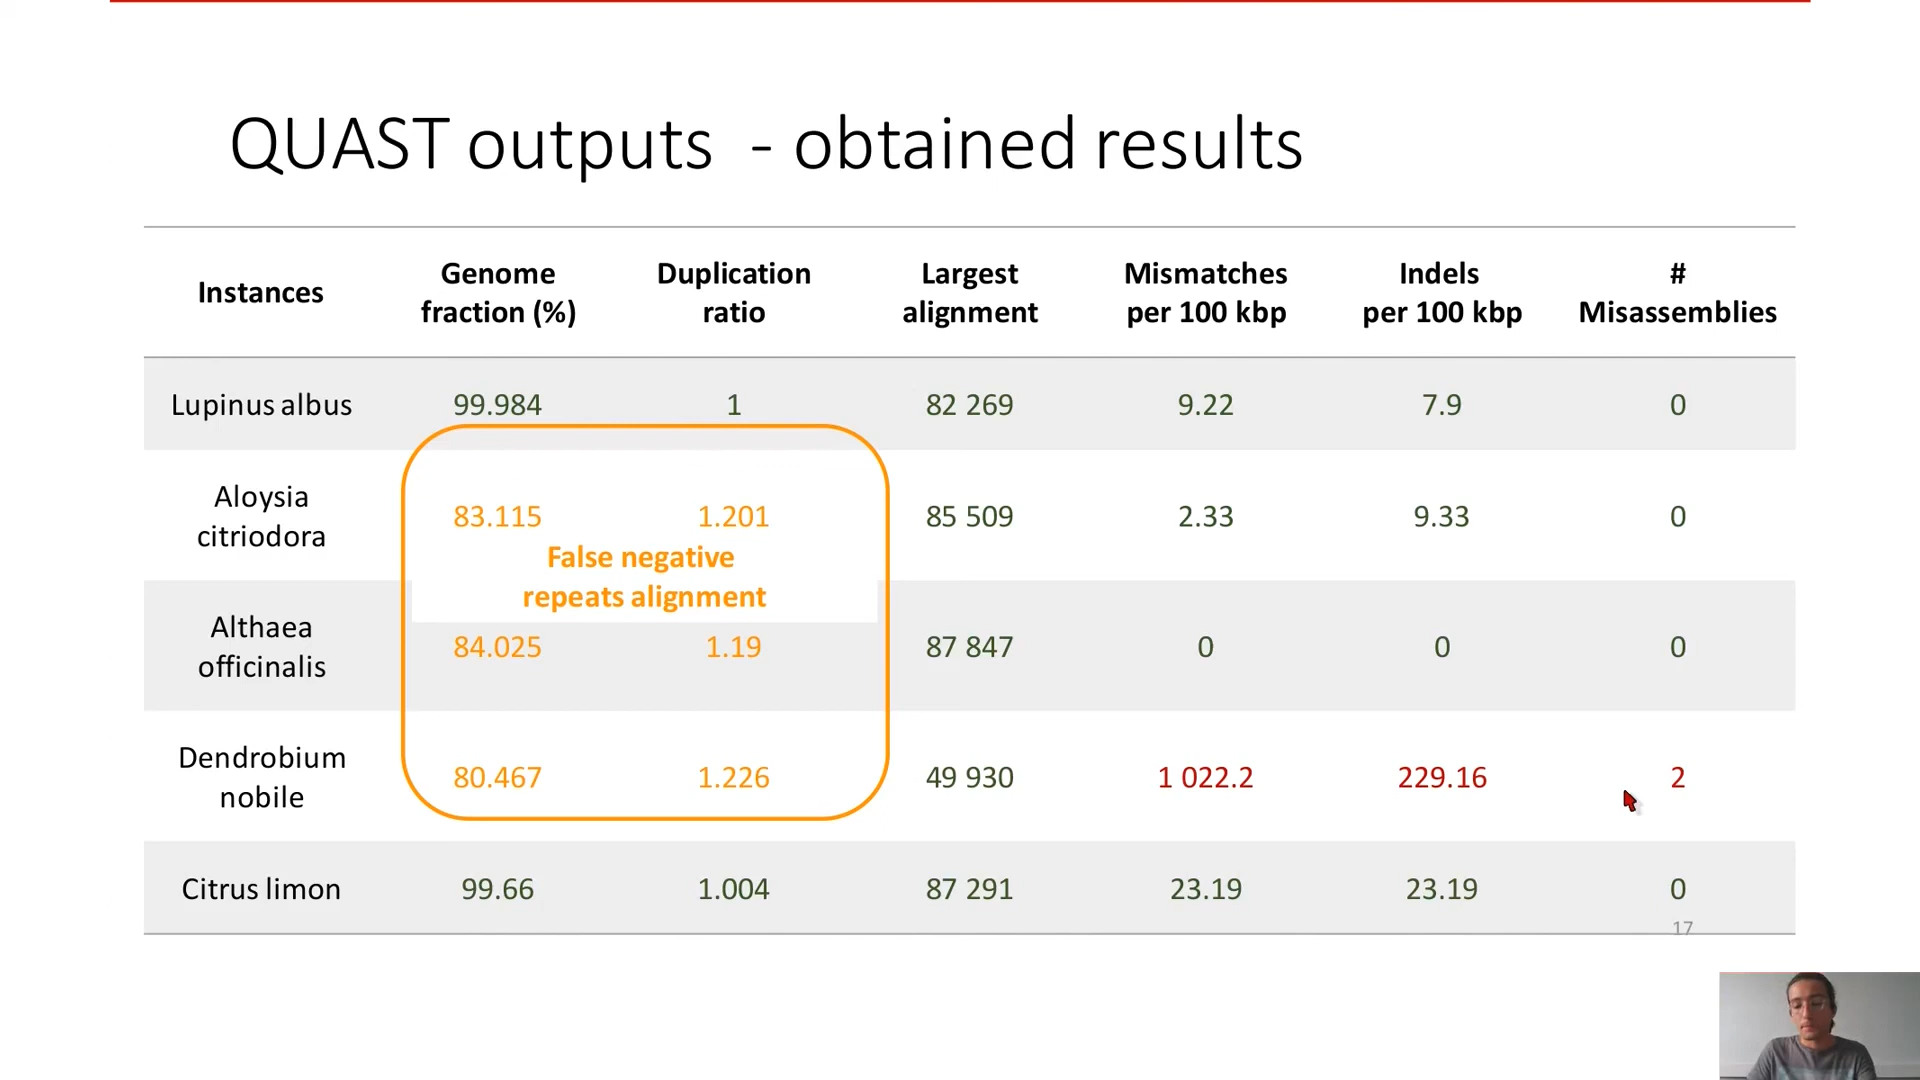 QUAST outputs - obtained results
Instances
Genome
fraction (%)
Duplication
ratio
Largest
alignment
Mismatches
per 100 kbp
Indels
per 100 kbp
#
Misassemblies
Lupinus albus 99.984 1 82 269 9.22 7.9 0
Aloysia
citriodora
83.115 1.201 85 509 2.33 9.33 0
False negative
repeats alignment
Althaea
officinalis
84.025 1.19 87 847 0 0 0
Dendrobium
nobile
80.467 1.226 49 930 1 022.2 229.16 2
Citrus limon 99.66 1.004 87 291 23.19 23.19 0
17